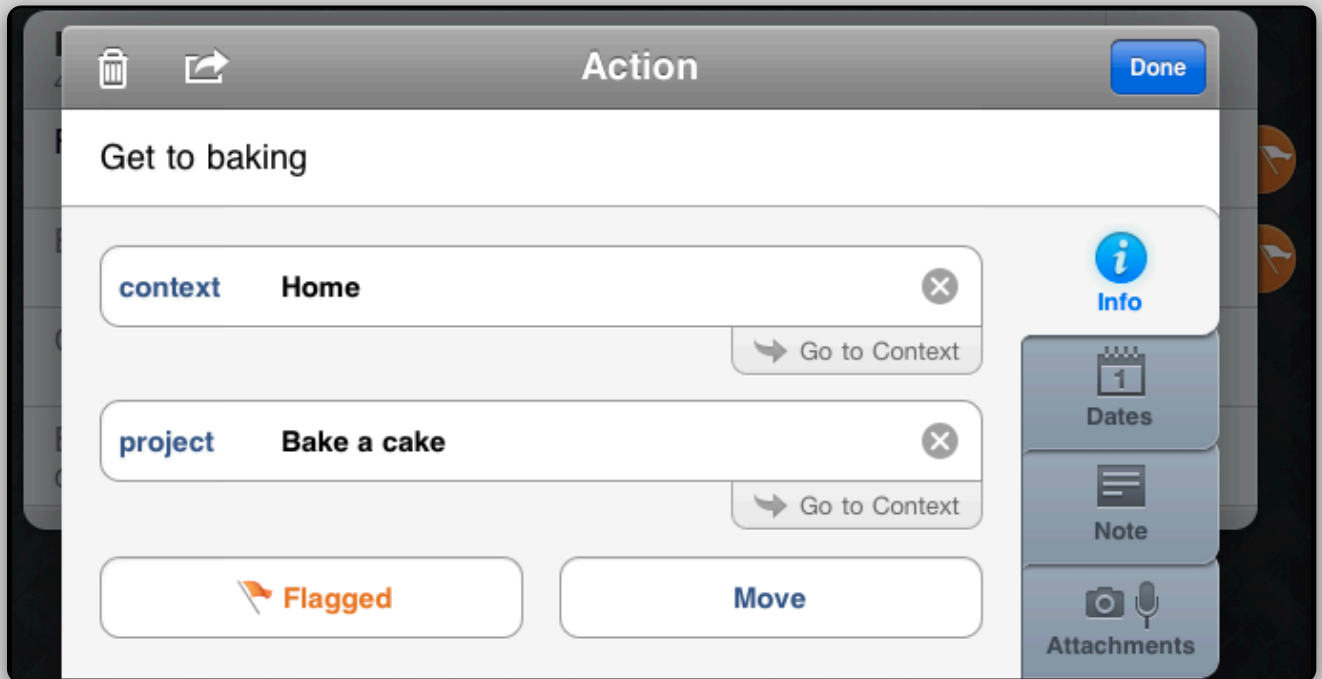 Action
Done
Get to baking
context Home
Go to Context
project Bake a cake
Go to Context
Flagged
Move
Info
1
Dates
Note
Attachments